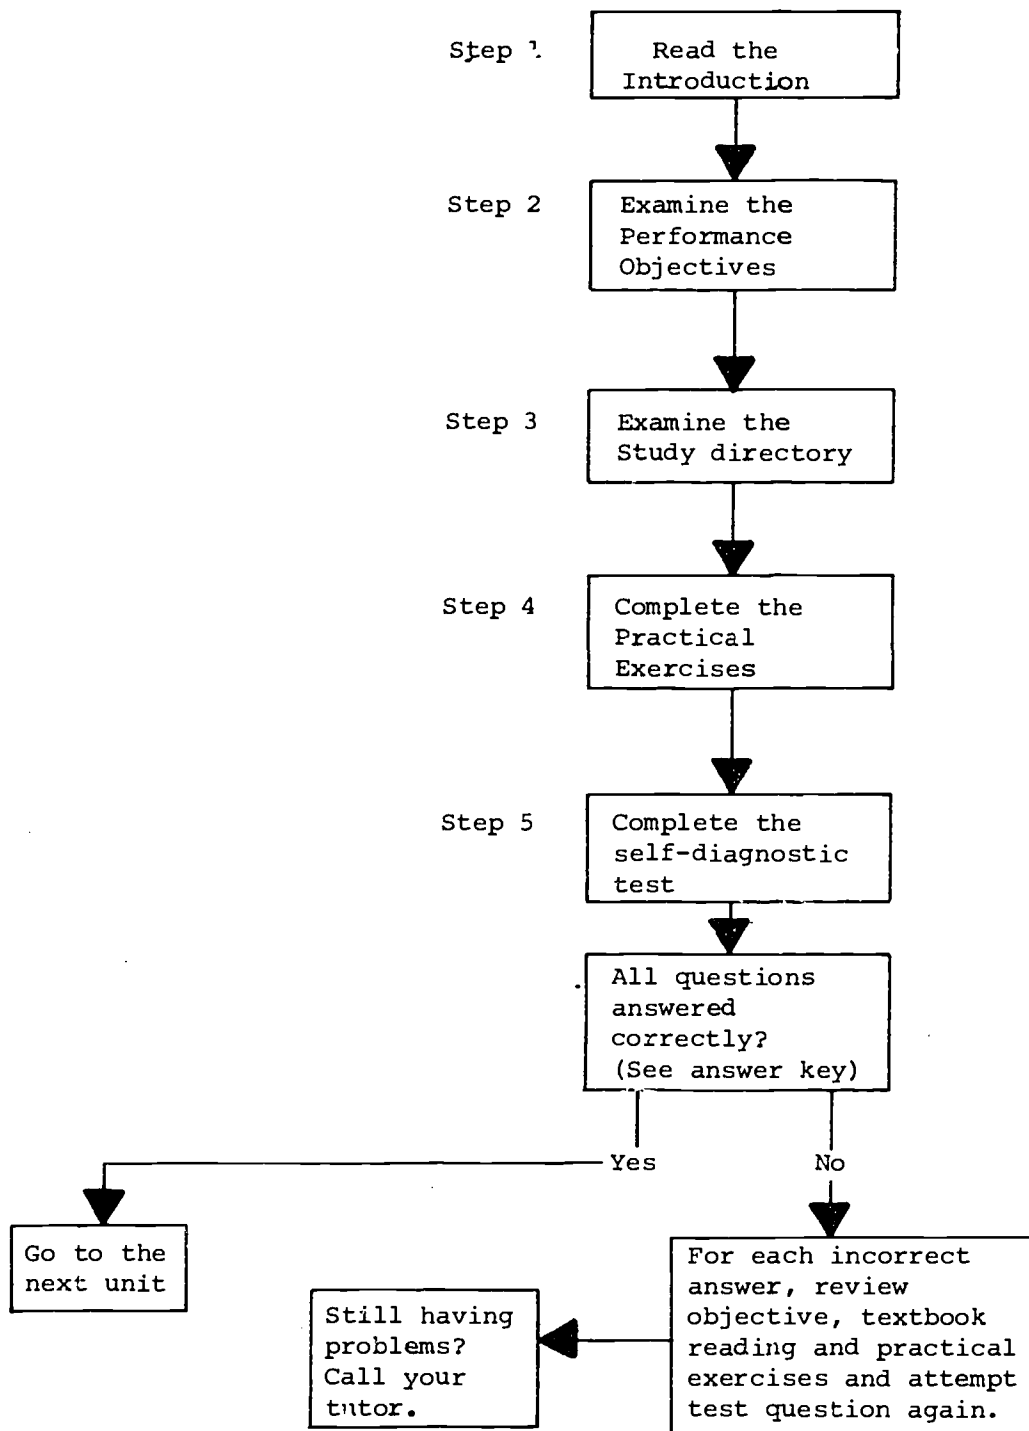 Step 1
Read the
Introduction
Step 2
Examine the
Performance
Objectives
Step 3
Examine the
Study directory
Step 4
Complete the
Practical
Exercises
Step 5
Complete the
self-diagnostic
test
All questions
answered
correctly?
(See answer key)
Yes
No
Go to the
next unit
For each incorrect
answer, review
objective, textbook
reading and practical
exercises and attempt
test question again.
Still having
problems?
Call your
tutor.